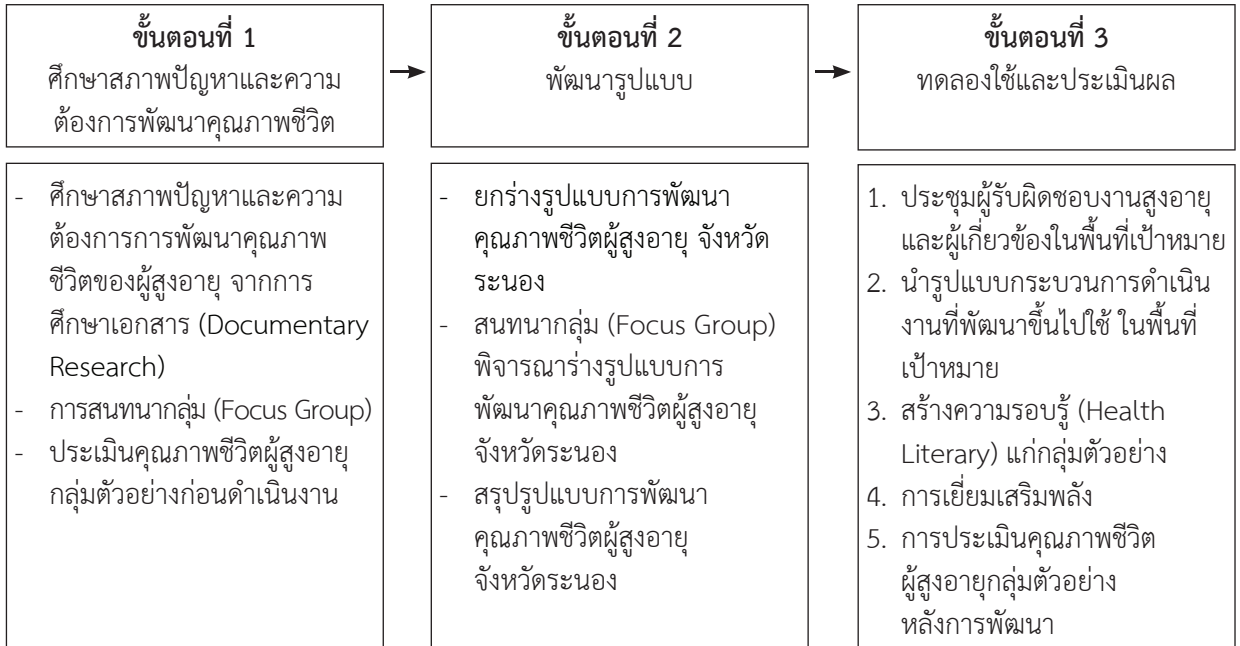 ขั้นตอนที่ 1
ศึกษาสภาพปัญหาและความ
ต้องการพัฒนาคุณภาพชีวิต
ขั้นตอนที่ 2
พัฒนารูปแบบ
ขั้นตอนที่ 3
ทดลองใช้และประเมินผล
- ศึกษาสภาพปัญหาและความ
ต้องการการพัฒนาคุณภาพ
ชีวิตของผู้สูงอายุ จากการ
ศึกษาเอกสาร (Documentary
Research)
- การสนทนากลุ่ม (Focus Group)
- ประเมินคุณภาพชีวิตผู้สูงอายุ
กลุ่มตัวอย่างก่อนดำเนินงาน
- ยกร่างรูปแบบการพัฒนา
คุณภาพชีวิตผู้สูงอายุ จังหวัด
ระนอง
- สนทนากลุ่ม (Focus Group)
พิจารณาร่างรูปแบบการ
พัฒนาคุณภาพชีวิตผู้สูงอายุ
จังหวัดระนอง
- สรุปรูปแบบการพัฒนา
คุณภาพชีวิตผู้สูงอายุ
จังหวัดระนอง
1. ประชุมผู้รับผิดชอบงานสูงอายุ
และผู้เกี่ยวข้องในพื้นที่เป้าหมาย
2. นำรูปแบบกระบวนการดำเนิน
งานที่พัฒนาขึ้นไปใช้ ในพื้นที่
เป้าหมาย
3. สร้างความรอบรู้ (Health
Literary) แก่กลุ่มตัวอย่าง
4. การเยี่ยมเสริมพลัง
5. การประเมินคุณภาพชีวิต
ผู้สูงอายุกลุ่มตัวอย่าง
หลังการพัฒนา